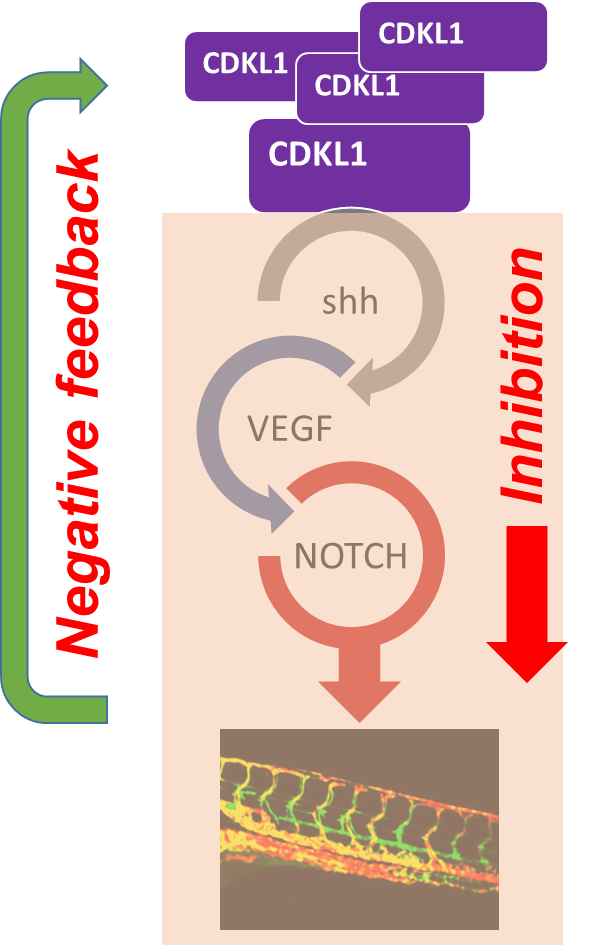 CDKL1
CDKL1
CDKL1
CDKL1
shh
VEGF
NOTCH
Negative feedback
Inhibition